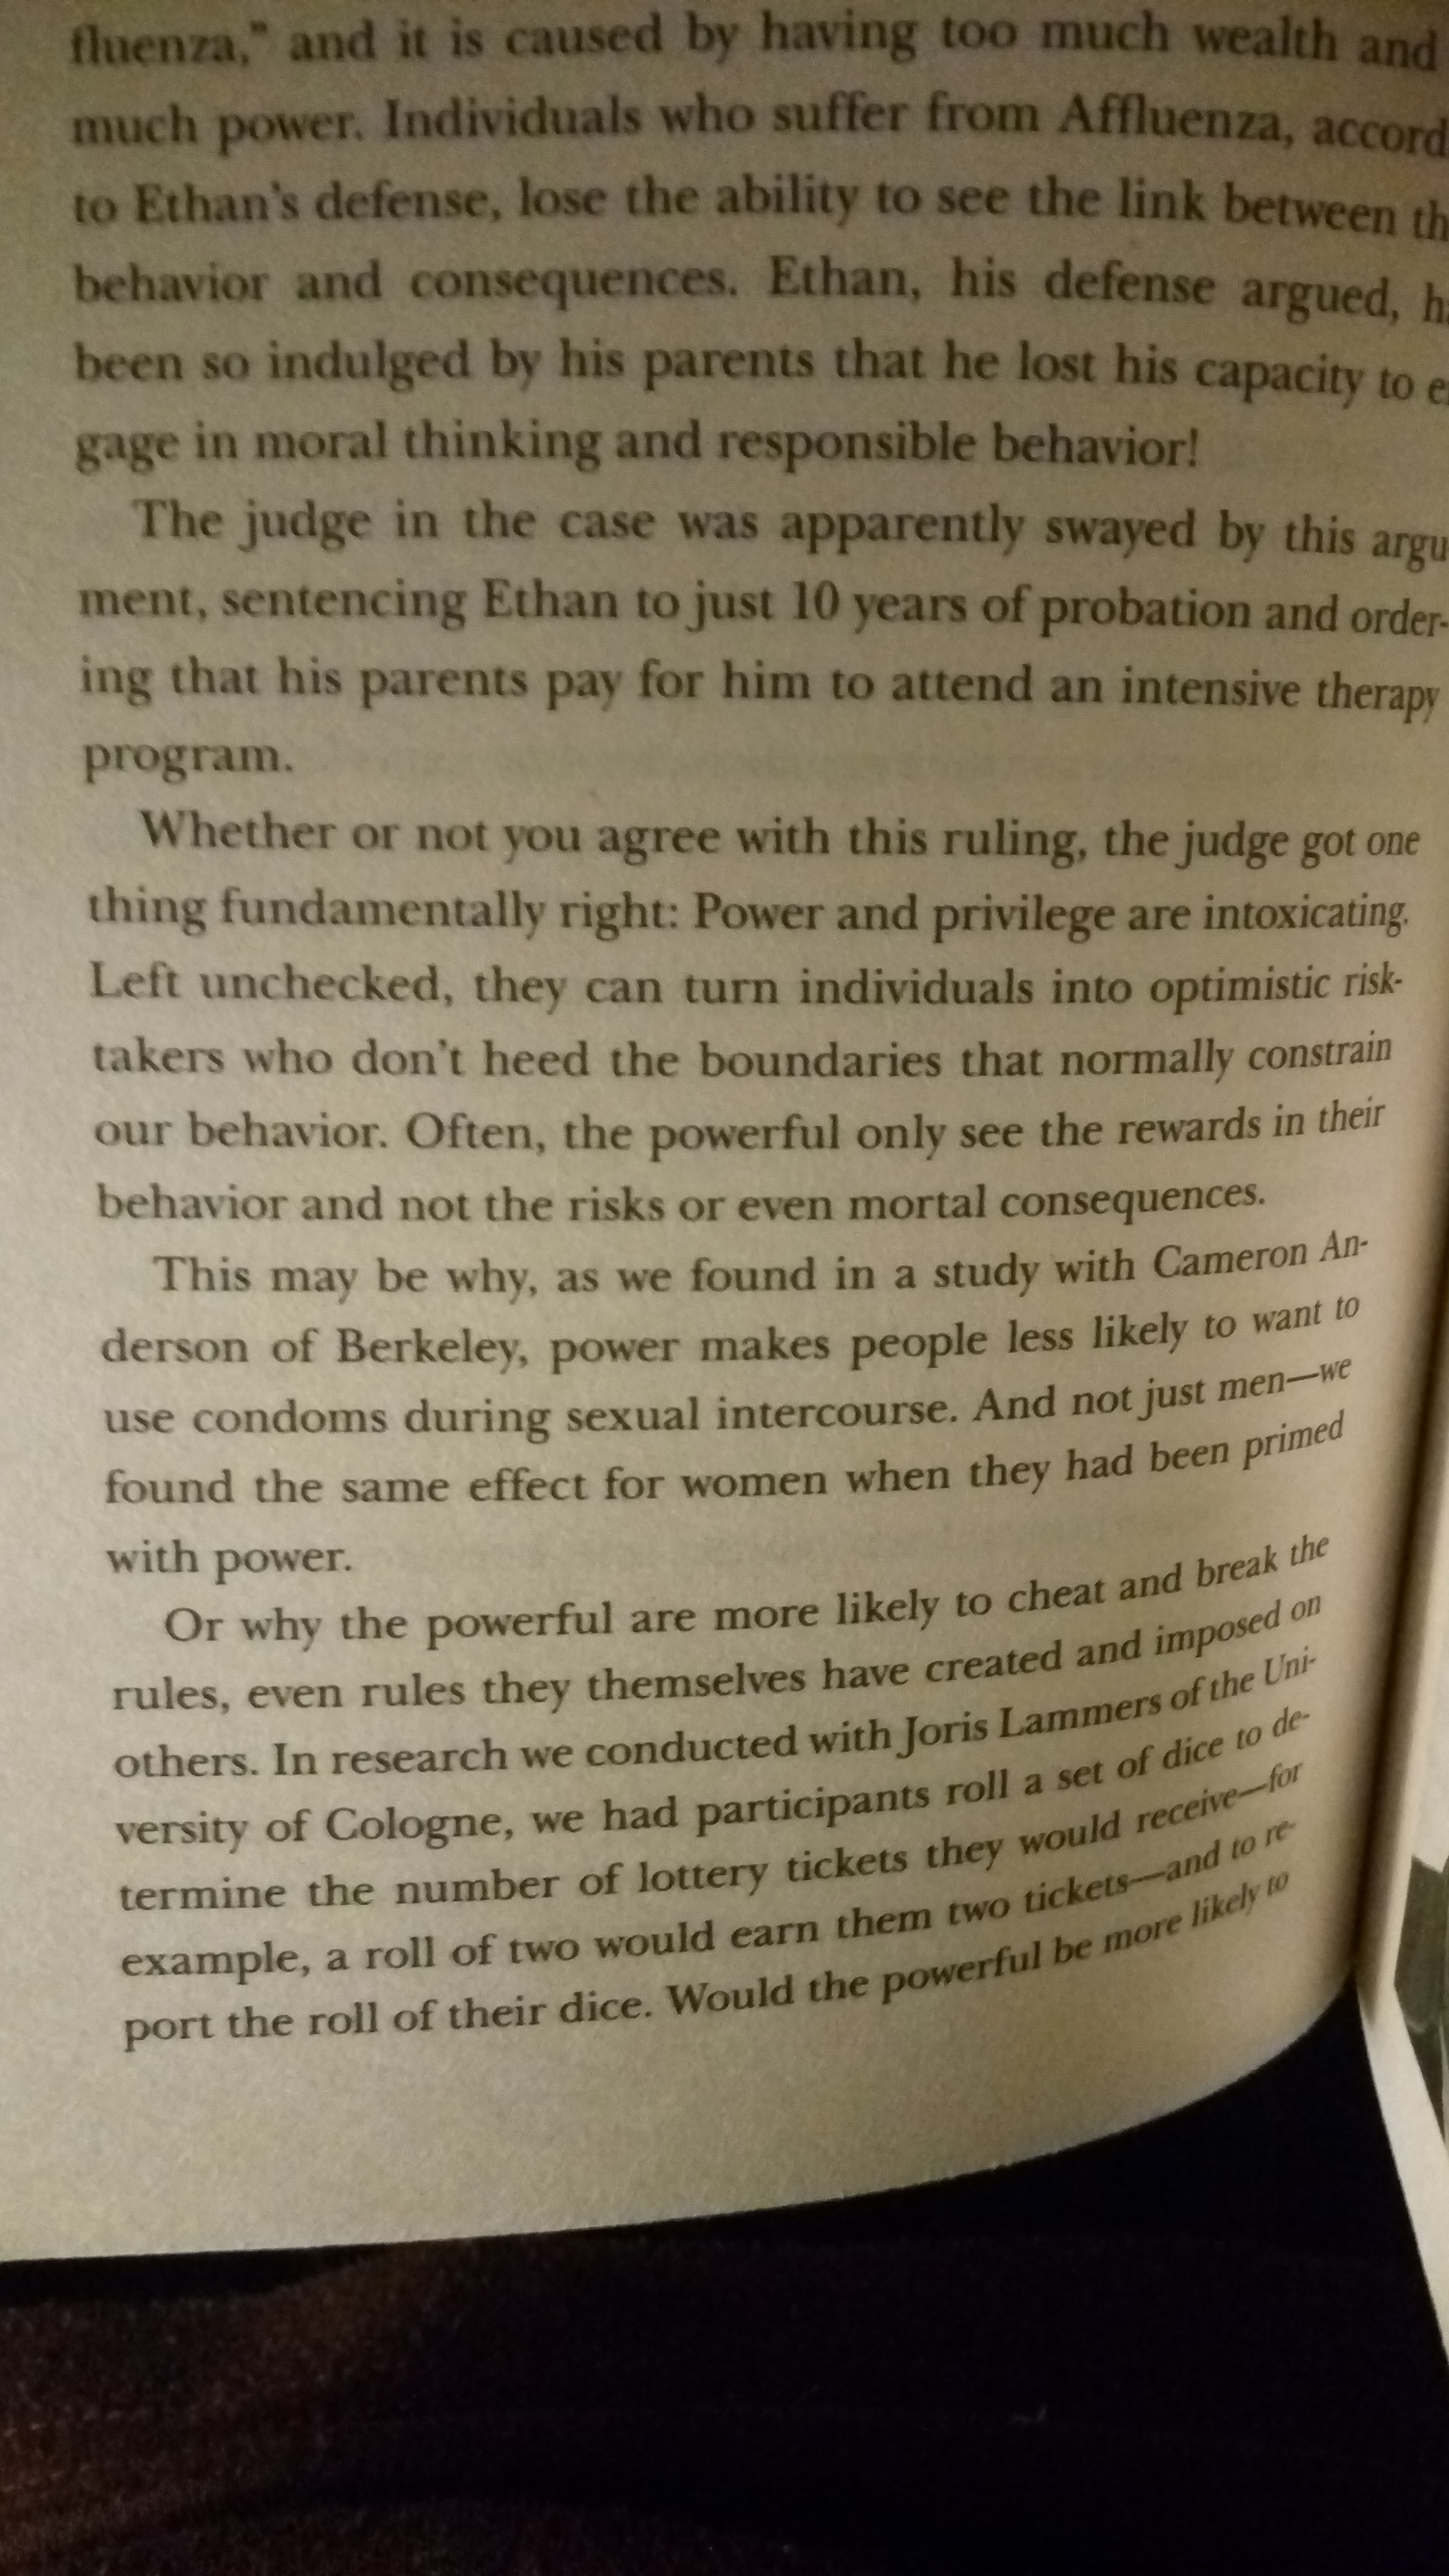 fluenza," and it is caused by having too much wealth and
much power. Individuals who suffer from Affluenza, accord
to Ethan's defense, lose the ability to see the link between th
behavior and consequences. Ethan, his defense argued, h
been so indulged by his parents that he lost his capacity to e
gage in moral thinking and responsible behavior!
The judge in the case was apparently swayed by this argu
ment, sentencing Ethan to just 10 years of probation and order-
ing that his parents pay for him to attend an intensive therapy
program.
Whether or not you agree with this ruling, the judge got one
thing fundamentally right: Power and privilege are intoxicating.
Left unchecked, they can turn individuals into optimistic risk-
takers who don't heed the boundaries that normally constrain
our behavior. Often, the powerful only see the rewards in their
behavior and not the risks or even mortal consequences.
This may be why, as we found in a study with Cameron An-
derson of Berkeley, power makes people less likely to want to
use condoms during sexual intercourse. And not just men—we
found the same effect for women when they had been primed
with power.
Or why the powerful are more likely to cheat and break the
rules, even rules they themselves have created and imposed on
others. In research we conducted with Joris Lammers of the Uni-
versity of Cologne, we had participants roll a set of dice to de-
termine the number of lottery tickets they would receive—for
example, a roll of two would earn them two tickets—and to re-
port the roll of their dice. Would the powerful be more likely to